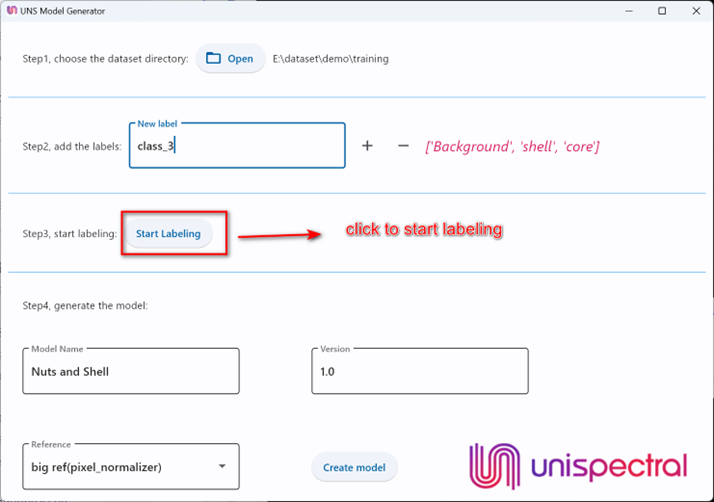 UNS Model Generator
Step1, choose the dataset directory: Open E:\dataset\demo\training
New label
Step2, add the labels: class_3 + − ['Background', 'shell', 'core']
Step3, start labeling: Start Labeling click to start labeling
Step4, generate the model:
Model Name Version
Nuts and Shell 1.0
Reference
big ref(pixel_normalizer) Create model unispectral